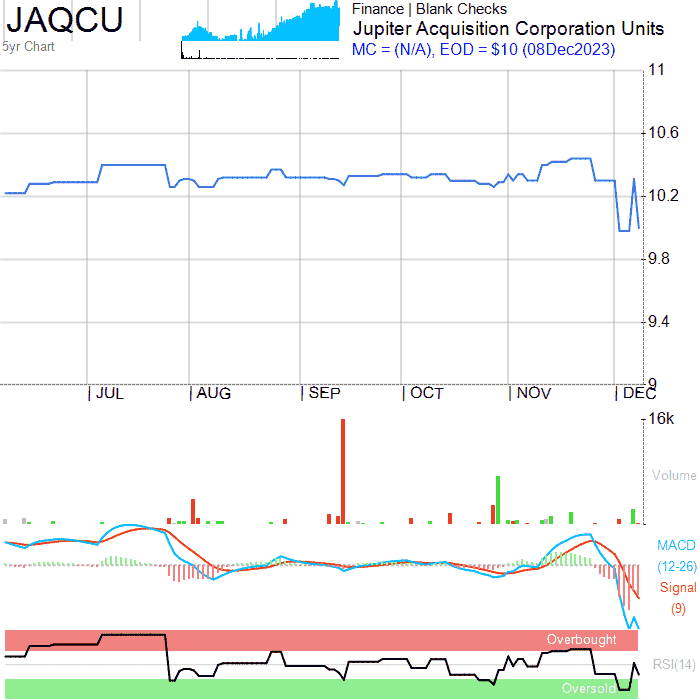 JAQCU
5yr Chart
Finance | Blank Checks
Jupiter Acquisition Corporation Units
MC = (N/A), EOD = $10 (08Dec2023)
11
10.6
10.2
9.8
9.4
9
JUL AUG SEP OCT NOV DEC
16k
Volume
MACD
(12-26)
Signal
(9)
Overbought
RSI(14)
Oversold